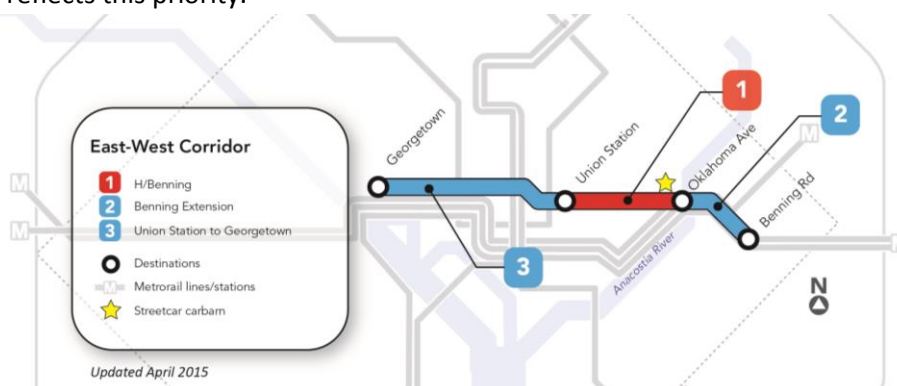 reflects this priority.
Georgetown
Union Station
1
Oklahoma Ave
2
Benning Rd
3
Anacostia River
N
M
M
M
M
East-West Corridor
1 H/Benning
2 Benning Extension
3 Union Station to Georgetown
Destinations
M Metrorail lines/stations
Streetcar carbarn
Updated April 2015